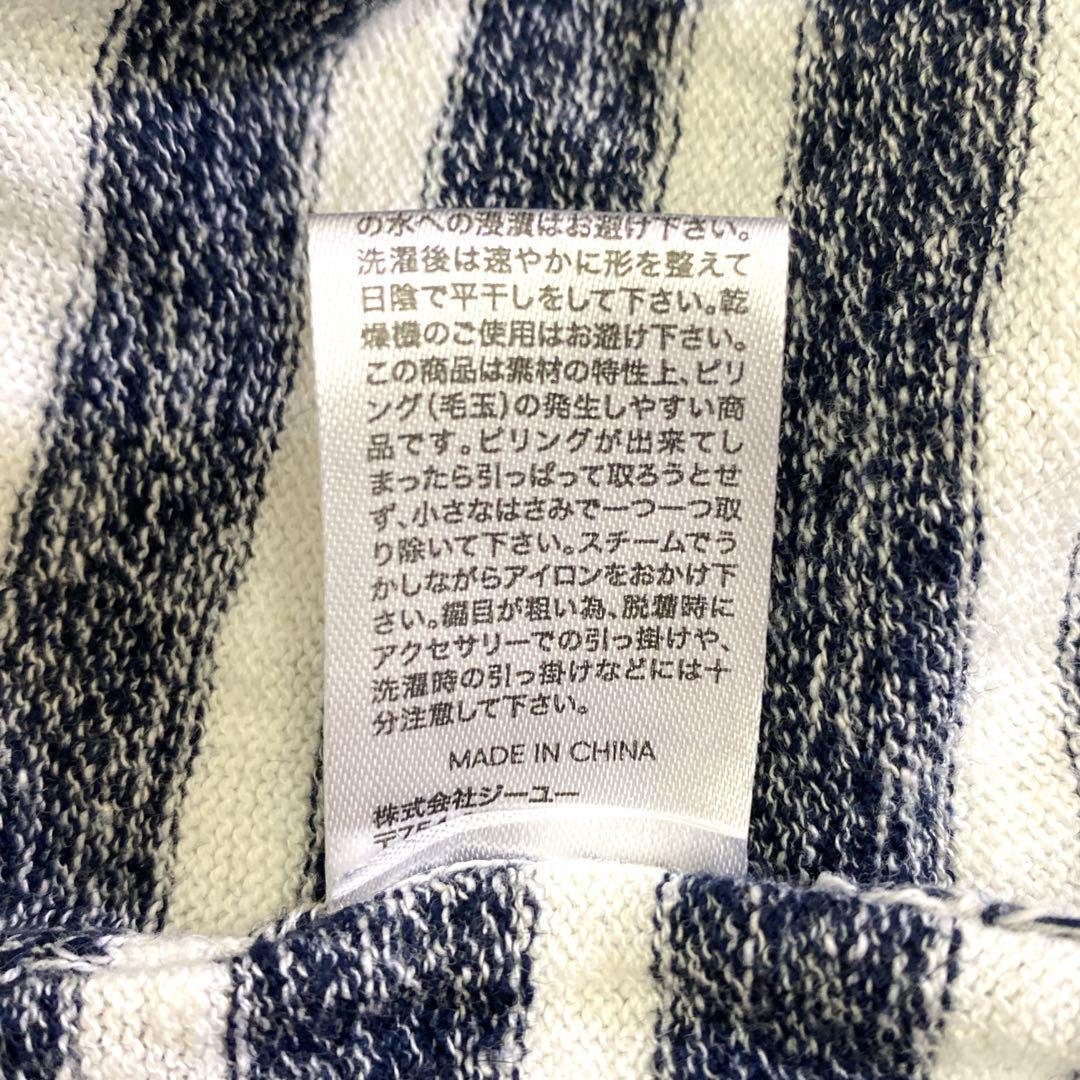 の水への浸漬はお避け下さい。
洗濯後は速やかに形を整えて
日陰で平干しをして下さい。乾
燥機のご使用はお避け下さい。
この商品は素材の特性上、ピリ
ング(毛玉)の発生しやすい商
品です。ピリングが出来てし
まったら引っぱって取ろうとせ
ず、小さなはさみで一つ一つ取
り除いて下さい。スチームでう
かしながらアイロンをおかけ下
さい。編目が粗い為、脱着時に
アクセサリーでの引っ掛けや、
洗濯時の引っ掛けなどには十
分注意して下さい。
MADE IN CHINA
株式会社ジーユー
〒754